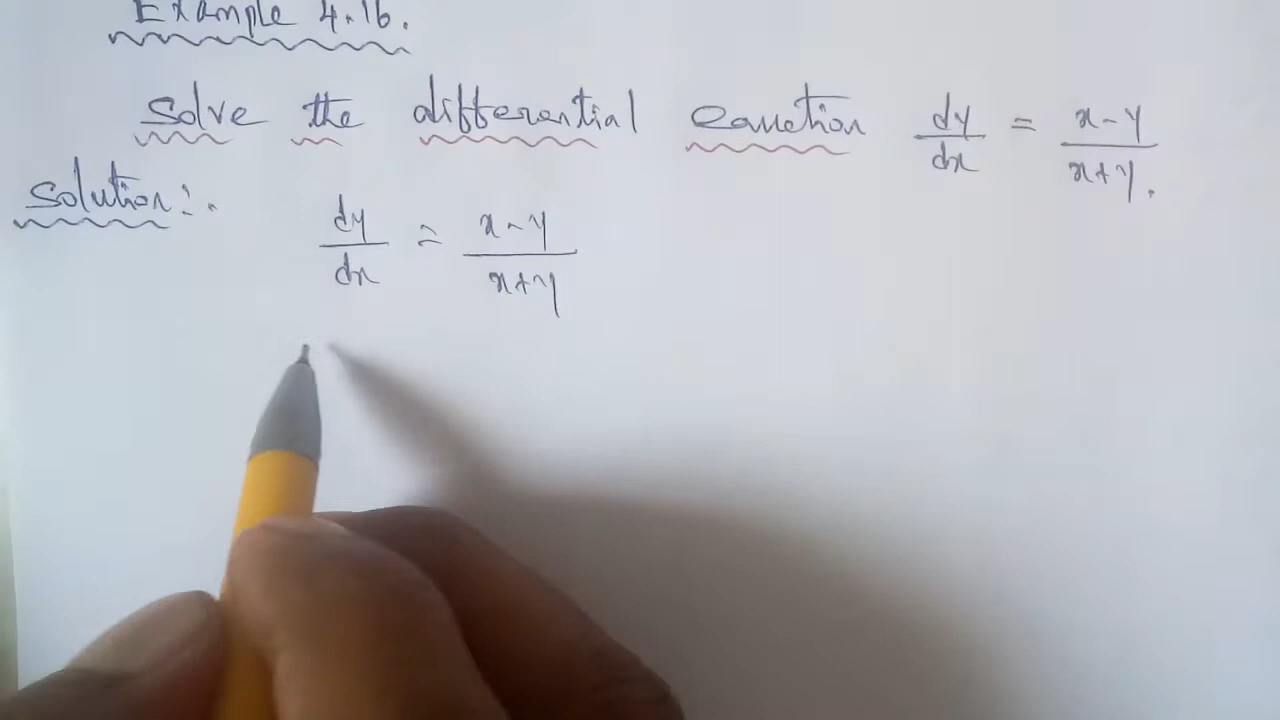 Example 4.16.
Solve the differential equation dy/dx = x-y/x+y.
Solution:.
dy/dx = x-y/x+y